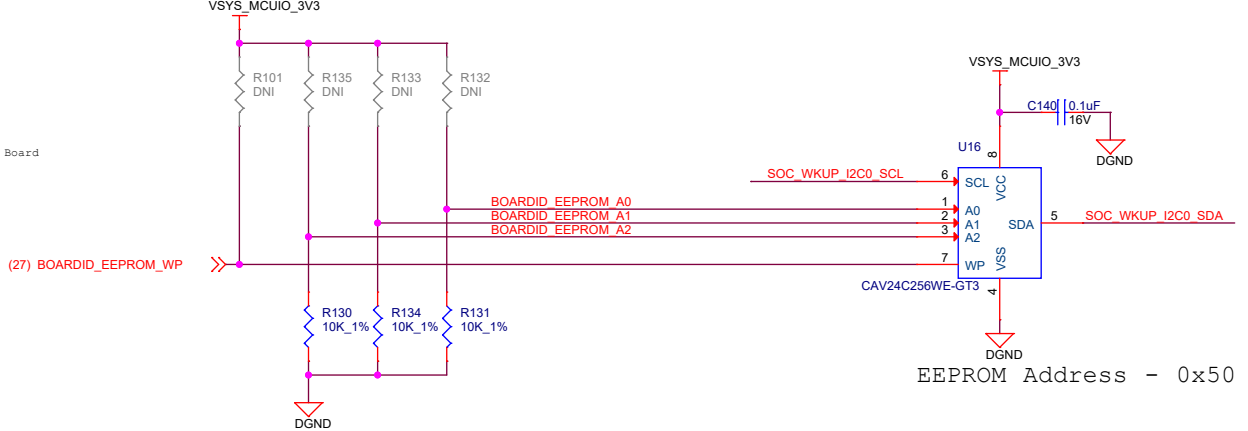 VSYS_MCUIO_3V3
R101
DNI
R135
DNI
R133
DNI
R132
DNI
VSYS_MCUIO_3V3
C140
0.1uF
16V
DGND
Board
U16
8
VCC
SOC_WKUP_I2C0_SCL
6
SCL
BOARDID_EEPROM_A0
1
A0
BOARDID_EEPROM_A1
2
A1
BOARDID_EEPROM_A2
3
A2
SDA
5
SOC_WKUP_I2C0_SDA
(27) BOARDID_EEPROM_WP
7
WP
VSS
4
CAV24C256WE-GT3
R130
10K_1%
R134
10K_1%
R131
10K_1%
DGND
EEPROM Address - 0x50
DGND